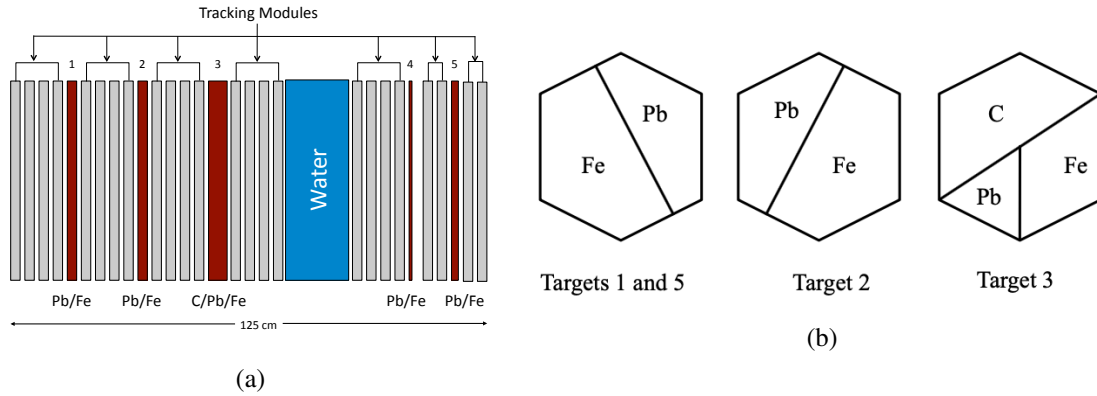 Tracking Modules
1 2 3 4 5
Water
Pb/Fe Pb/Fe C/Pb/Fe Pb/Fe Pb/Fe
125 cm
(a)
Pb
Fe
Targets 1 and 5
Pb
Fe
Target 2
C
Fe
Pb
Target 3
(b)